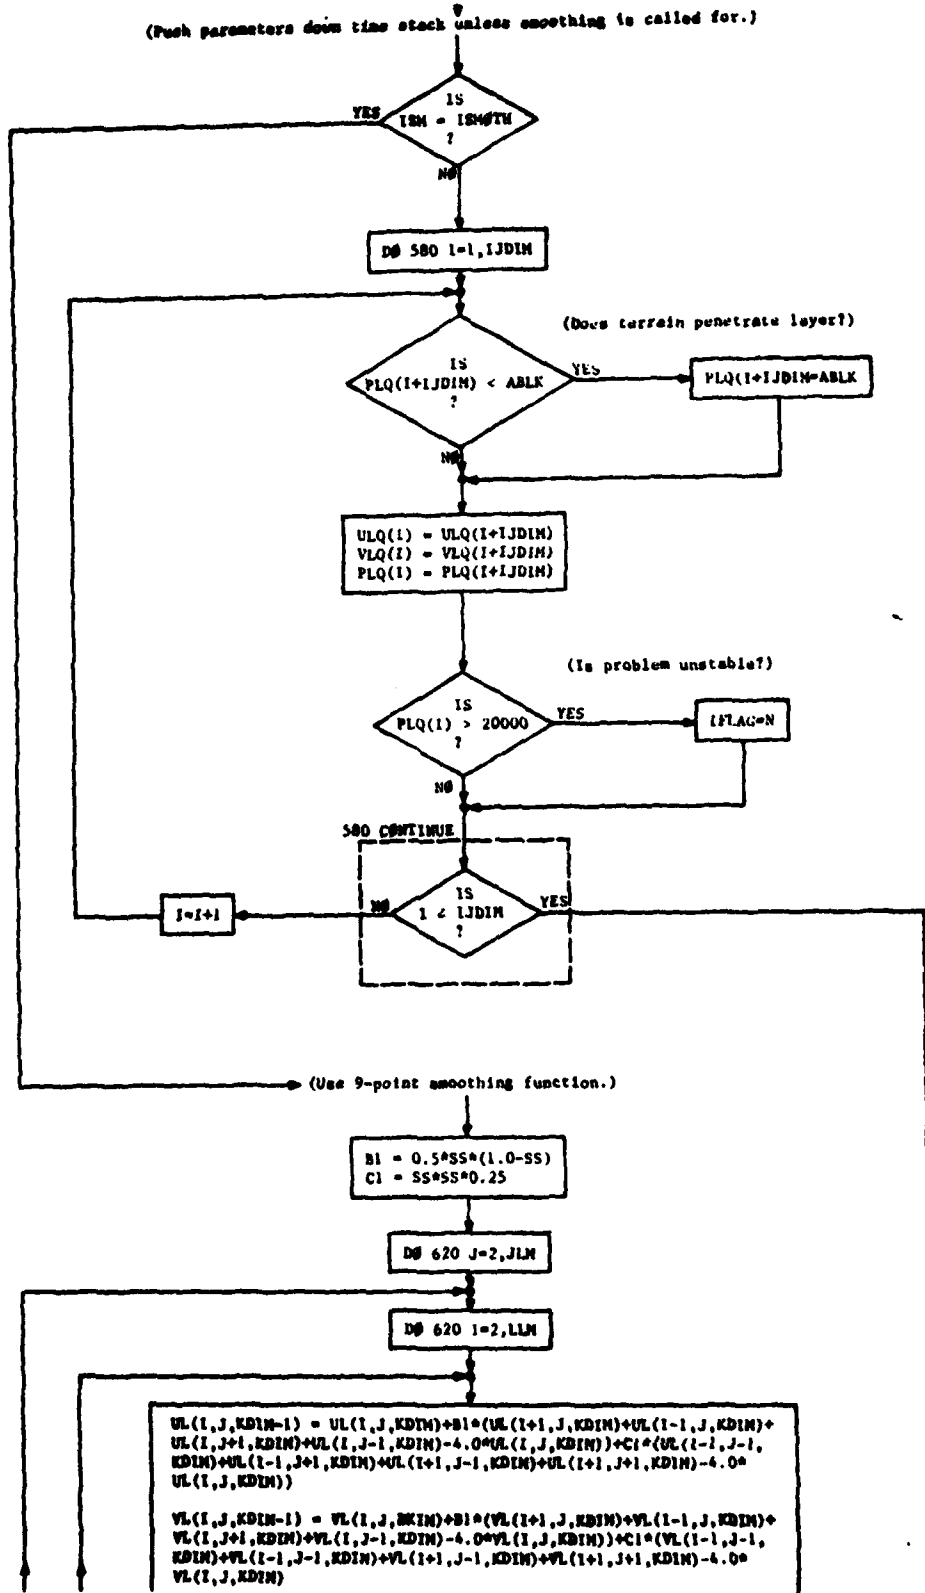 (Push parameters down time stack unless smoothing is called for.)
IS
ISM = ISMØTH
?
YES
NØ
DØ 580 I=1,IJDIM
(Does terrain penetrate layer?)
IS
PLQ(I+IJDIM) < ABLK
?
YES
PLQ(I+IJDIM=ABLK
NØ
ULQ(I) = ULQ(I+IJDIM)
VLQ(I) = VLQ(I+IJDIM)
PLQ(I) = PLQ(I+IJDIM)
(Is problem unstable?)
IS
PLQ(I) > 20000
?
YES
IFLAG=N
NØ
580 CØNTINUE
IS
I < IJDIM
?
NØ
YES
I=I+1
(Use 9-point smoothing function.)
B1 = 0.5*SS*(1.0-SS)
C1 = SS*SS*0.25
DØ 620 J=2,JLM
DØ 620 I=2,LLM
UL(I,J,KDIM-1) = UL(I,J,KDIM)+B1*(UL(I+1,J,KDIM)+UL(I-1,J,KDIM)+
UL(I,J+1,KDIM)+UL(I,J-1,KDIM)-4.0*UL(I,J,KDIM))+C1*(UL(I-1,J-1,
KDIM)+UL(I-1,J+1,KDIM)+UL(I+1,J-1,KDIM)+UL(I+1,J+1,KDIM)-4.0*
UL(I,J,KDIM))
VL(I,J,KDIM-1) = VL(I,J,BKIM)+B1*(VL(I+1,J,KDIM)+VL(I-1,J,KDIM)+
VL(I,J+1,KDIM)+VL(I,J-1,KDIM)-4.0*VL(I,J,KDIM))+C1*(VL(I-1,J-1,
KDIM)+VL(I-1,J-1,KDIM)+VL(I+1,J-1,KDIM)+VL(I+1,J+1,KDIM)-4.0*
VL(I,J,KDIM)